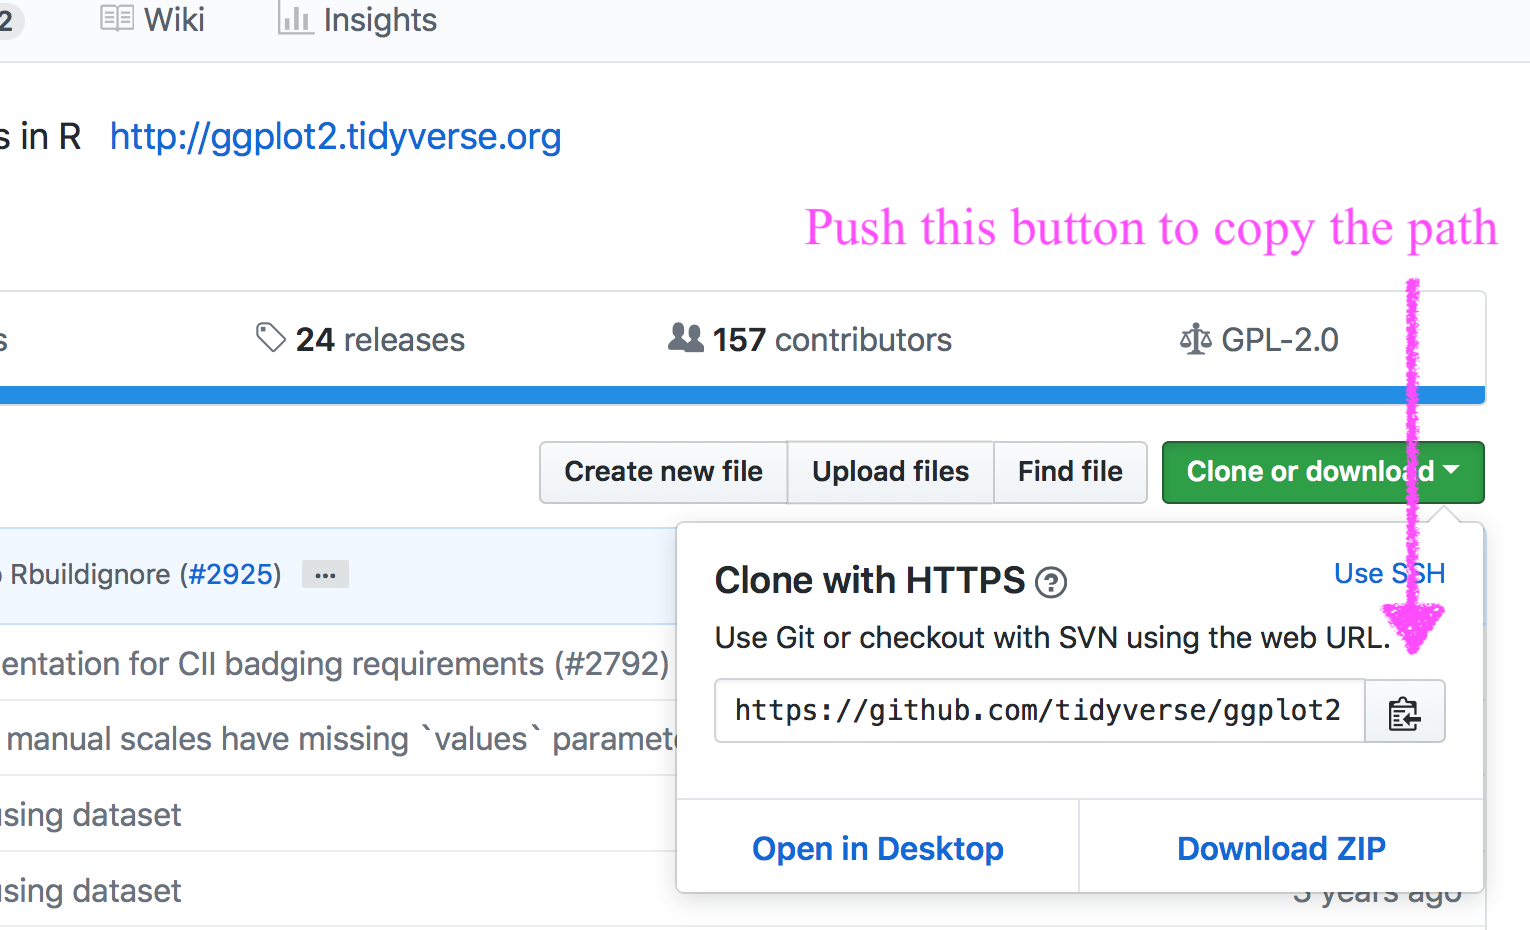 2 Wiki Insights
s in R http://ggplot2.tidyverse.org
Push this button to copy the path
s 24 releases 157 contributors GPL-2.0
Create new file Upload files Find file Clone or download
Rbuildignore (#2925) ...
Clone with HTTPS ? Use SSH
Use Git or checkout with SVN using the web URL.
entation for CII badging requirements (#2792)
https://github.com/tidyverse/ggplot2
manual scales have missing `values` paramet
using dataset
Open in Desktop Download ZIP
using dataset
3 years ago